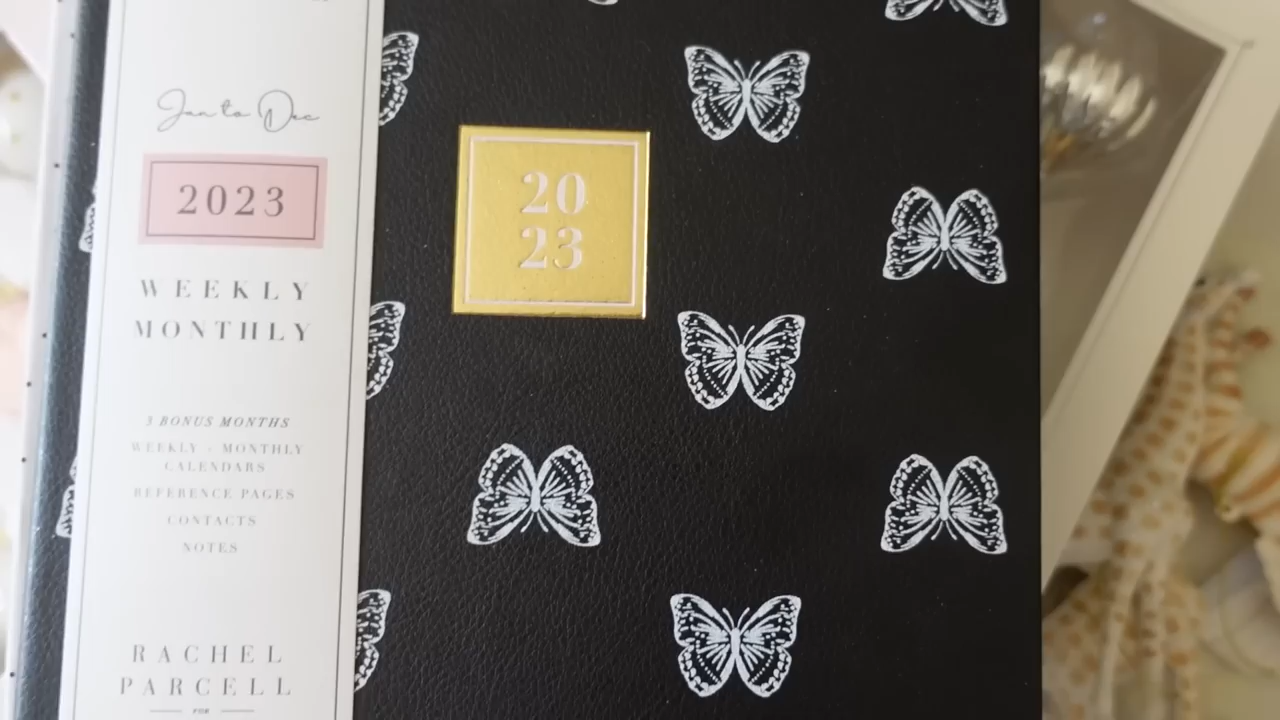 Jan to Dec
2023
WEEKLY
MONTHLY
3 BONUS MONTHS
WEEKLY + MONTHLY
CALENDARS
REFERENCE PAGES
CONTACTS
NOTES
RACHEL
PARCELL
FOR
20
23